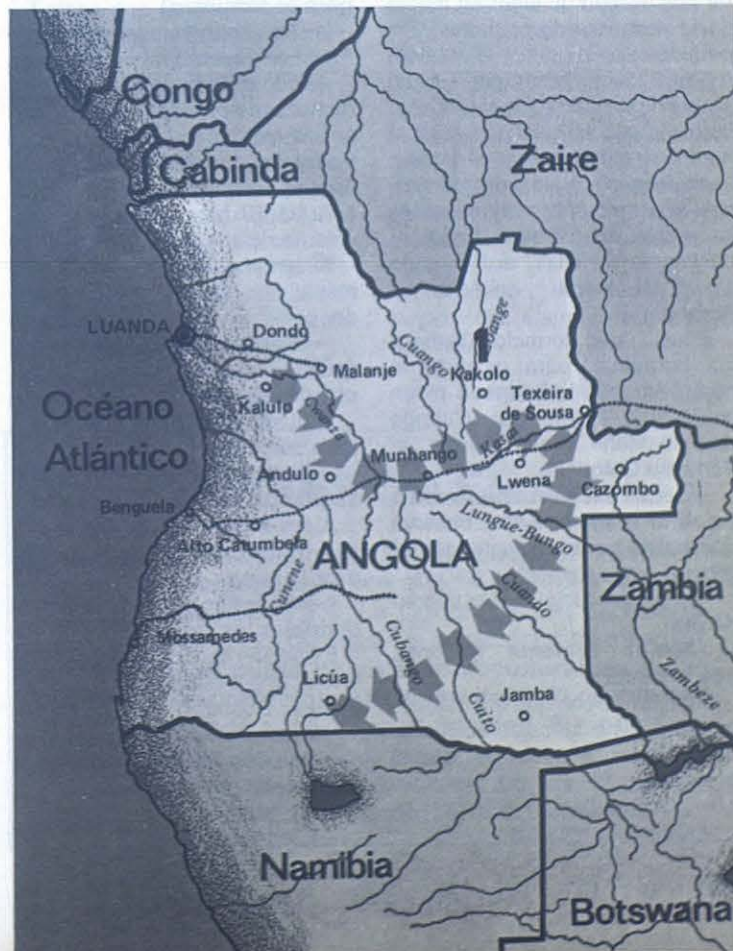 Congo
Cabinda
Zaire
LUANDA
Dondo
Malanje
Cuango
Kakolo
Texeira
de Sousa
Kalulo
Océano
Atlántico
Kasai
Andulo
Munhango
Lwena
Cazombo
Benguela
Lungue-Bungo
Alto Catumbela
ANGOLA
Cunene
Cuando
Zambia
Mossamedes
Cubango
Zambeze
Licúa
Jamba
Cuito
Namibia
Botswana